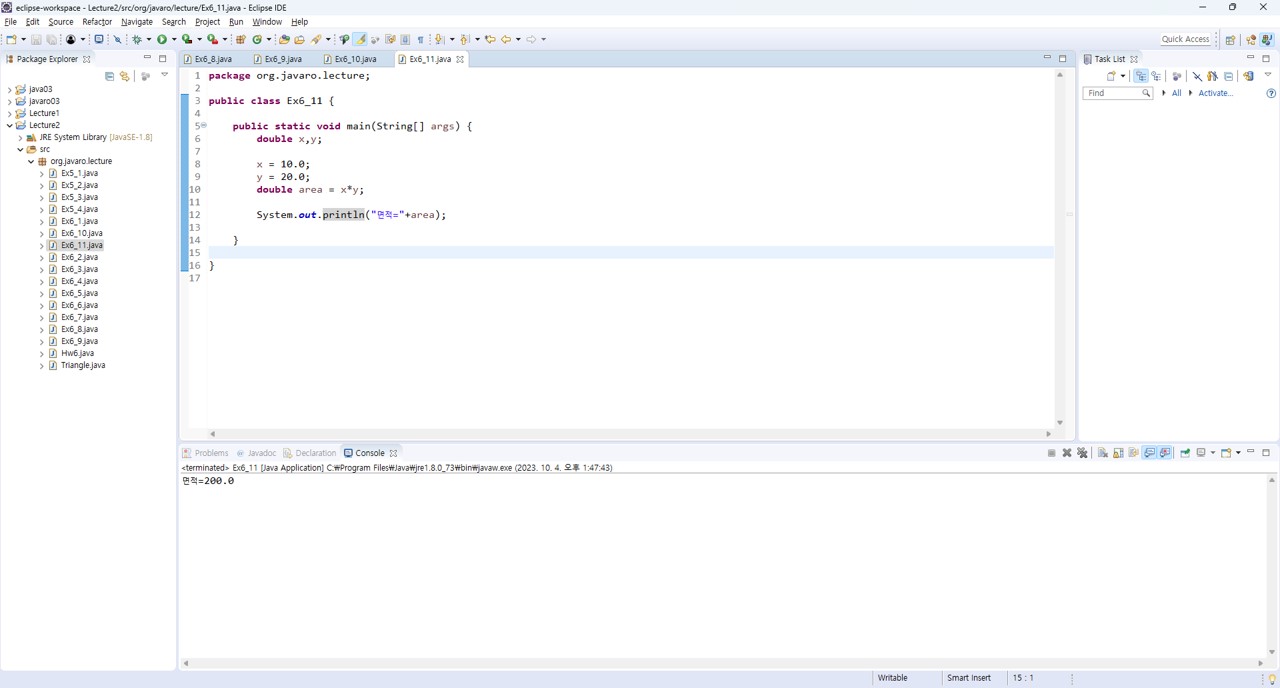 eclipse-workspace - Lecture2/src/org/javaro/lecture/Ex6_11.java - Eclipse IDE
File Edit Source Refactor Navigate Search Project Run Window Help
Quick Access
Package Explorer
java03
javaro03
Lecture1
Lecture2
JRE System Library [JavaSE-1.8]
src
org.javaro.lecture
Ex5_1.java
Ex5_2.java
Ex5_3.java
Ex5_4.java
Ex6_1.java
Ex6_10.java
Ex6_11.java
Ex6_2.java
Ex6_3.java
Ex6_4.java
Ex6_5.java
Ex6_6.java
Ex6_7.java
Ex6_8.java
Ex6_9.java
Hw6.java
Triangle.java
Ex6_8.java Ex6_9.java Ex6_10.java Ex6_11.java
1 package org.javaro.lecture;
2
3 public class Ex6_11 {
4
5 public static void main(String[] args) {
6 double x,y;
7
8 x = 10.0;
9 y = 20.0;
10 double area = x*y;
11
12 System.out.println("면적="+area);
13
14 }
15
16 }
17
Task List
Find All Activate...
Problems Javadoc Declaration Console
<terminated> Ex6_11 [Java Application] C:₩Program Files₩Java₩jre1.8.0_73₩bin₩javaw.exe (2023. 10. 4. 오후 1:47:43)
면적=200.0
Writable Smart Insert 15 : 1